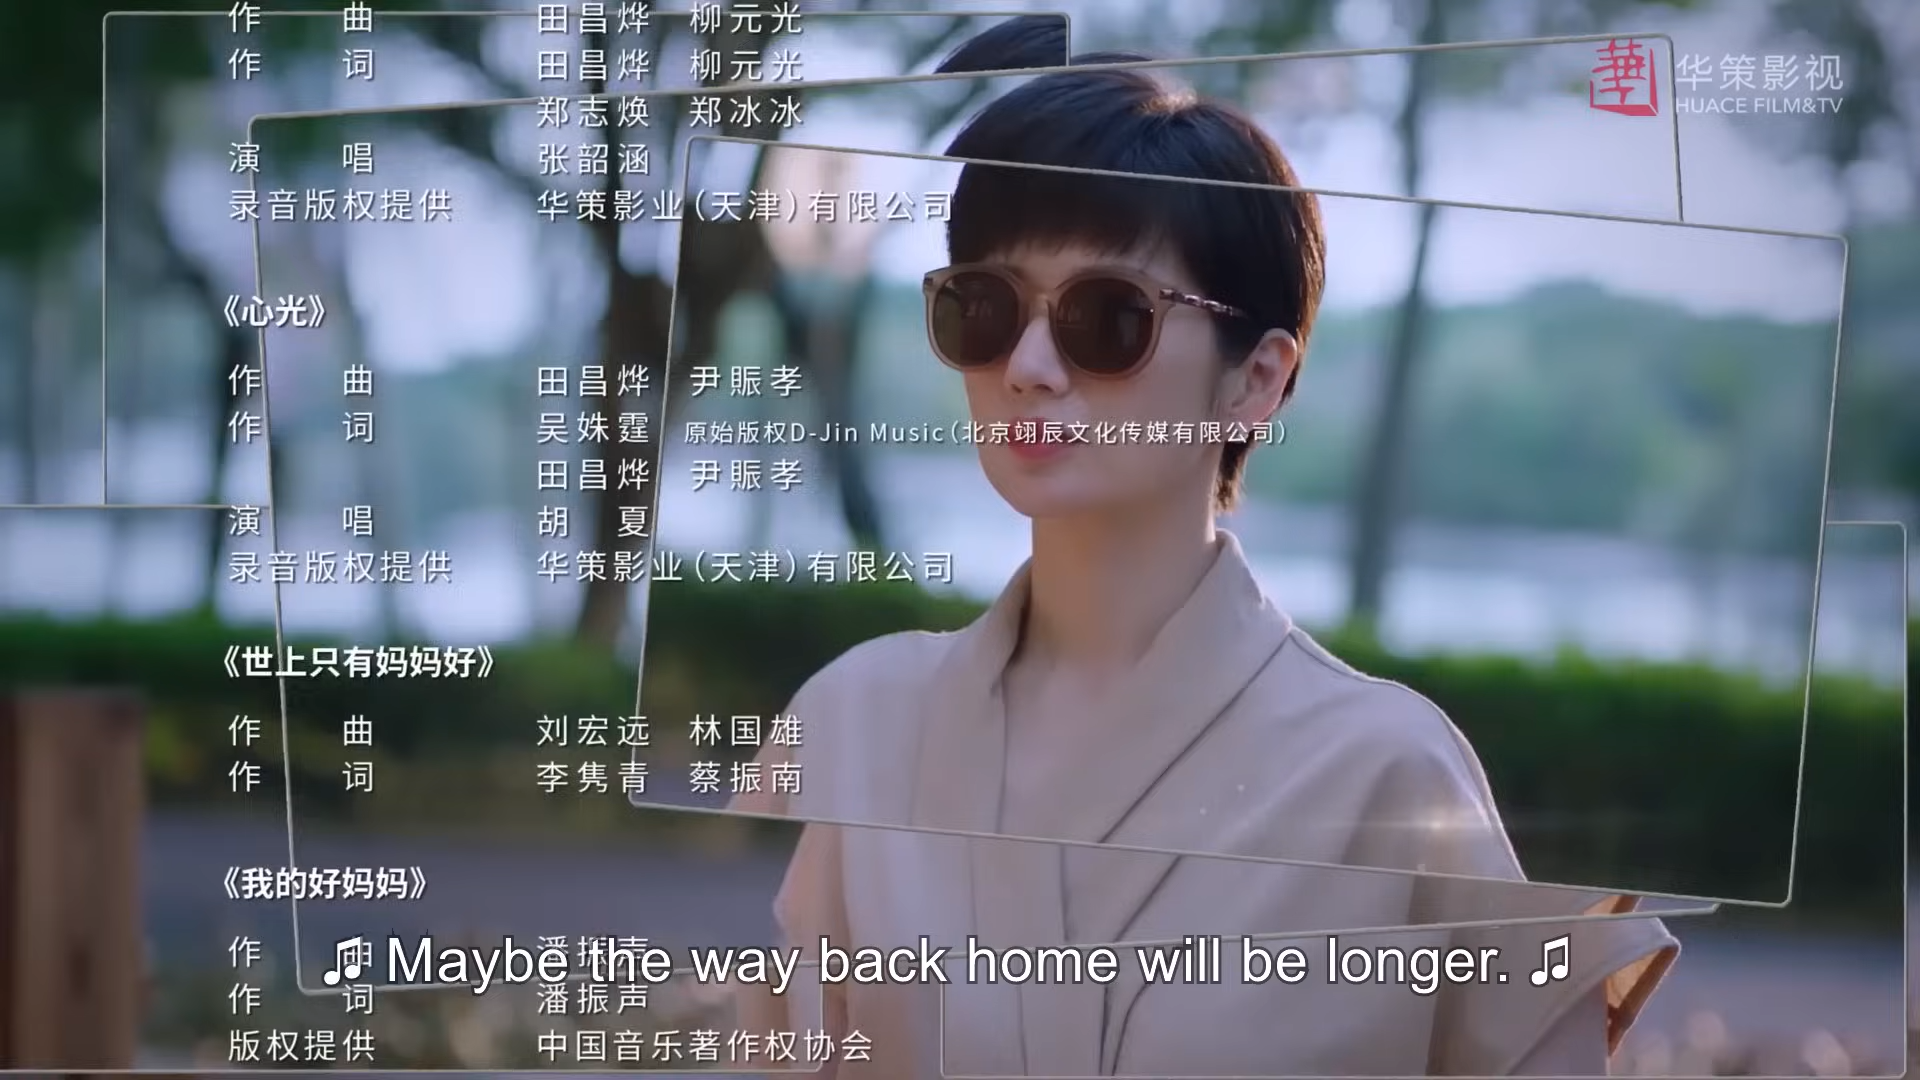 作 曲 田昌烨 柳元光
作 词 田昌烨 柳元光
郑志焕 郑冰冰
演 唱 张韶涵
录音版权提供 华策影业(天津)有限公司
華 华策影视
HUACE FILM&TV
《心光》
作 曲 田昌烨 尹賑孝
作 词 吴姝霆 原始版权D-Jin Music(北京翊辰文化传媒有限公司)
田昌烨 尹賑孝
演 唱 胡 夏
录音版权提供 华策影业(天津)有限公司
《世上只有妈妈好》
作 曲 刘宏远 林国雄
作 词 李隽青 蔡振南
《我的好妈妈》
作 曲 潘振声
♫ Maybe the way back home will be longer. ♫
作 词 潘振声
版权提供 中国音乐著作权协会